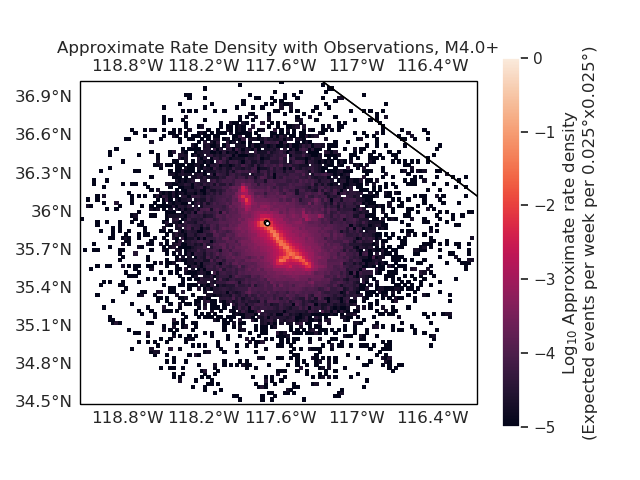 Approximate Rate Density with Observations, M4.0+
118.8°W 118.2°W 117.6°W 117°W 116.4°W
36.9°N
36.6°N
36.3°N
36°N
35.7°N
35.4°N
35.1°N
34.8°N
34.5°N
118.8°W 118.2°W 117.6°W 117°W 116.4°W
0
−1
−2
−3
−4
−5
Log₁₀ Approximate rate density
(Expected events per week per 0.025°x0.025°)